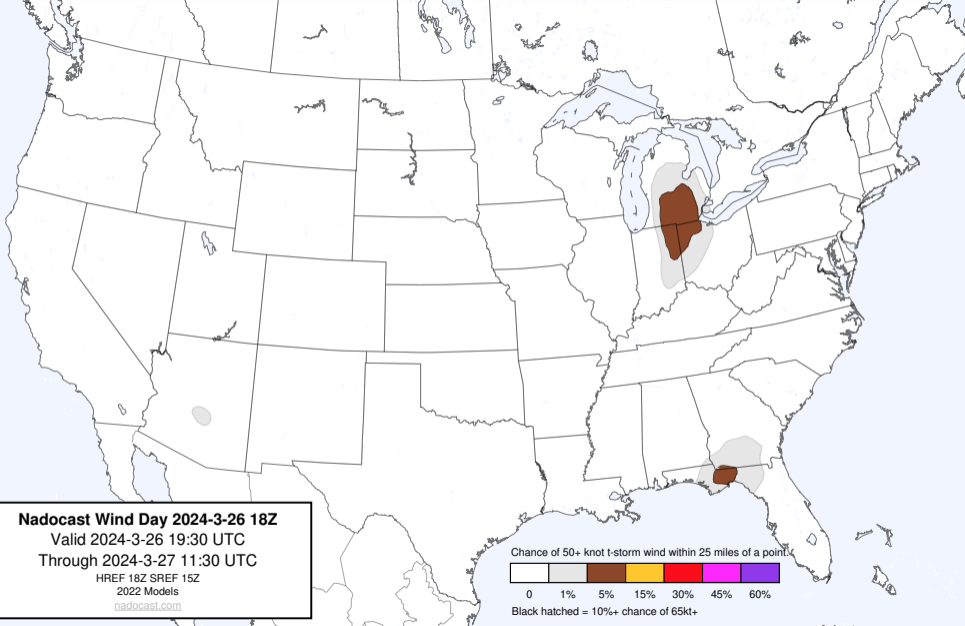 Nadocast Wind Day 2024-3-26 18Z
Valid 2024-3-26 19:30 UTC
Through 2024-3-27 11:30 UTC
HREF 18Z SREF 15Z
2022 Models
nadocast.com
Chance of 50+ knot t-storm wind within 25 miles of a point.
0 1% 5% 15% 30% 45% 60%
Black hatched = 10%+ chance of 65kt+